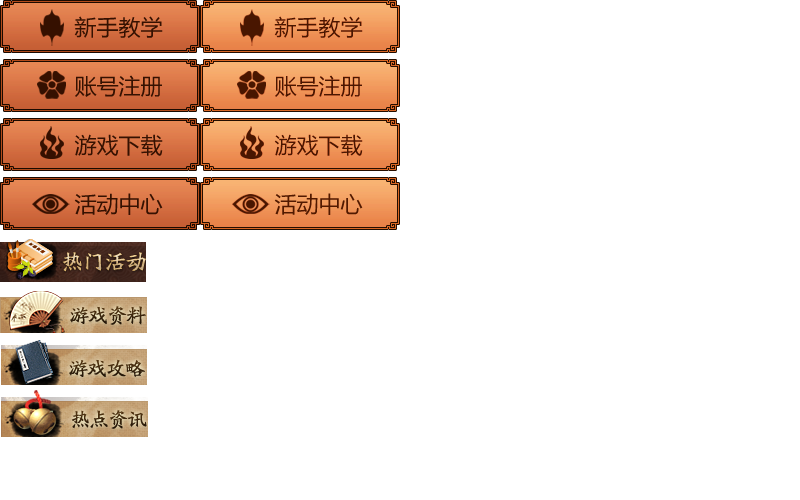 新手教学 新手教学
账号注册 账号注册
游戏下载 游戏下载
活动中心 活动中心
热门活动
游戏资料
游戏攻略
热点资讯